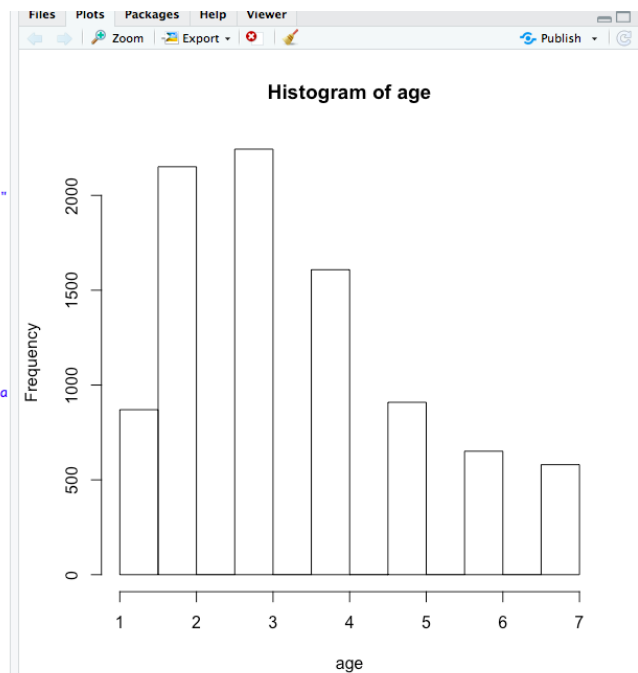 Files Plots Packages Help Viewer
Zoom Export Publish
Histogram of age
"
a
Frequency
2000
1500
1000
500
0
1 2 3 4 5 6 7
age